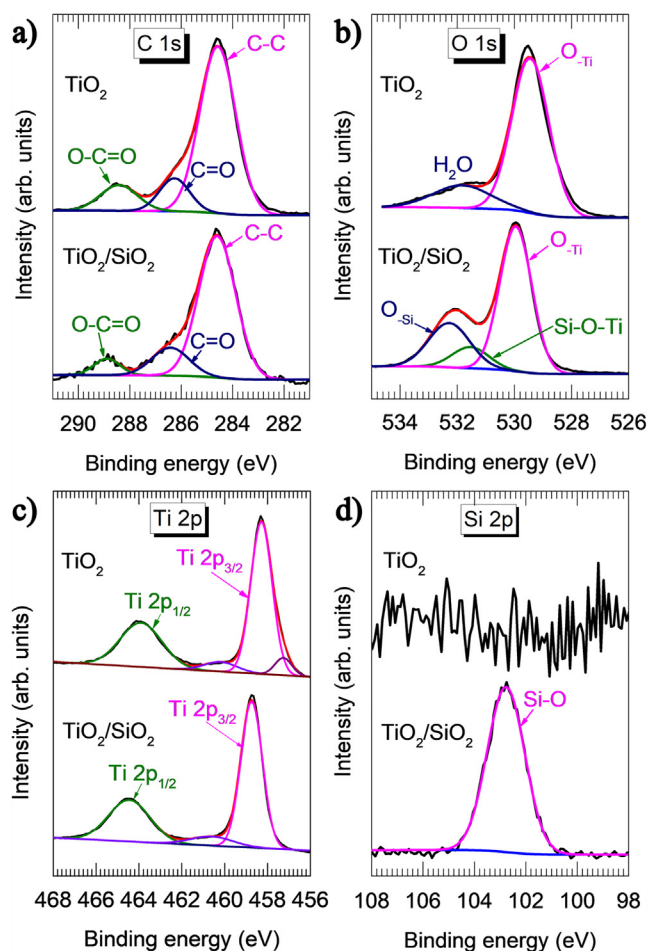 a)
C 1s
C–C
TiO₂
O-C=O
C=O
C–C
TiO₂/SiO₂
O-C=O
C=O
Intensity (arb. units)
290 288 286 284 282
Binding energy (eV)
b)
O 1s
O-Ti
TiO₂
H₂O
TiO₂/SiO₂
O-Ti
O-Si
Si-O-Ti
Intensity (arb. units)
534 532 530 528 526
Binding energy (eV)
c)
Ti 2p
TiO₂
Ti 2p₃/₂
Ti 2p₁/₂
Ti 2p₃/₂
TiO₂/SiO₂
Ti 2p₁/₂
Intensity (arb. units)
468 466 464 462 460 458 456
Binding energy (eV)
d)
Si 2p
TiO₂
Si-O
TiO₂/SiO₂
Intensity (arb. units)
108 106 104 102 100 98
Binding energy (eV)